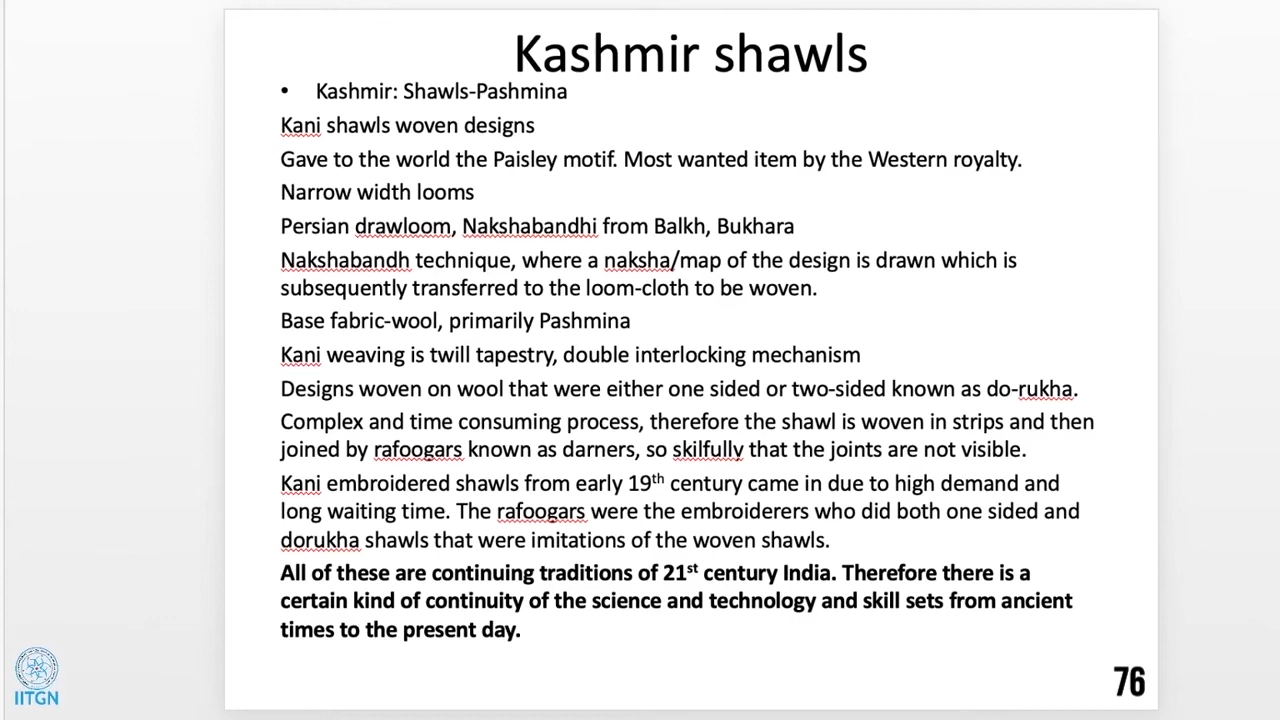 Kashmir shawls
• Kashmir: Shawls-Pashmina
Kani shawls woven designs
Gave to the world the Paisley motif. Most wanted item by the Western royalty.
Narrow width looms
Persian drawloom, Nakshabandhi from Balkh, Bukhara
Nakshabandh technique, where a naksha/map of the design is drawn which is
subsequently transferred to the loom-cloth to be woven.
Base fabric-wool, primarily Pashmina
Kani weaving is twill tapestry, double interlocking mechanism
Designs woven on wool that were either one sided or two-sided known as do-rukha.
Complex and time consuming process, therefore the shawl is woven in strips and then
joined by rafoogars known as darners, so skilfully that the joints are not visible.
Kani embroidered shawls from early 19th century came in due to high demand and
long waiting time. The rafoogars were the embroiderers who did both one sided and
dorukha shawls that were imitations of the woven shawls.
All of these are continuing traditions of 21st century India. Therefore there is a
certain kind of continuity of the science and technology and skill sets from ancient
times to the present day.
76
IITGN